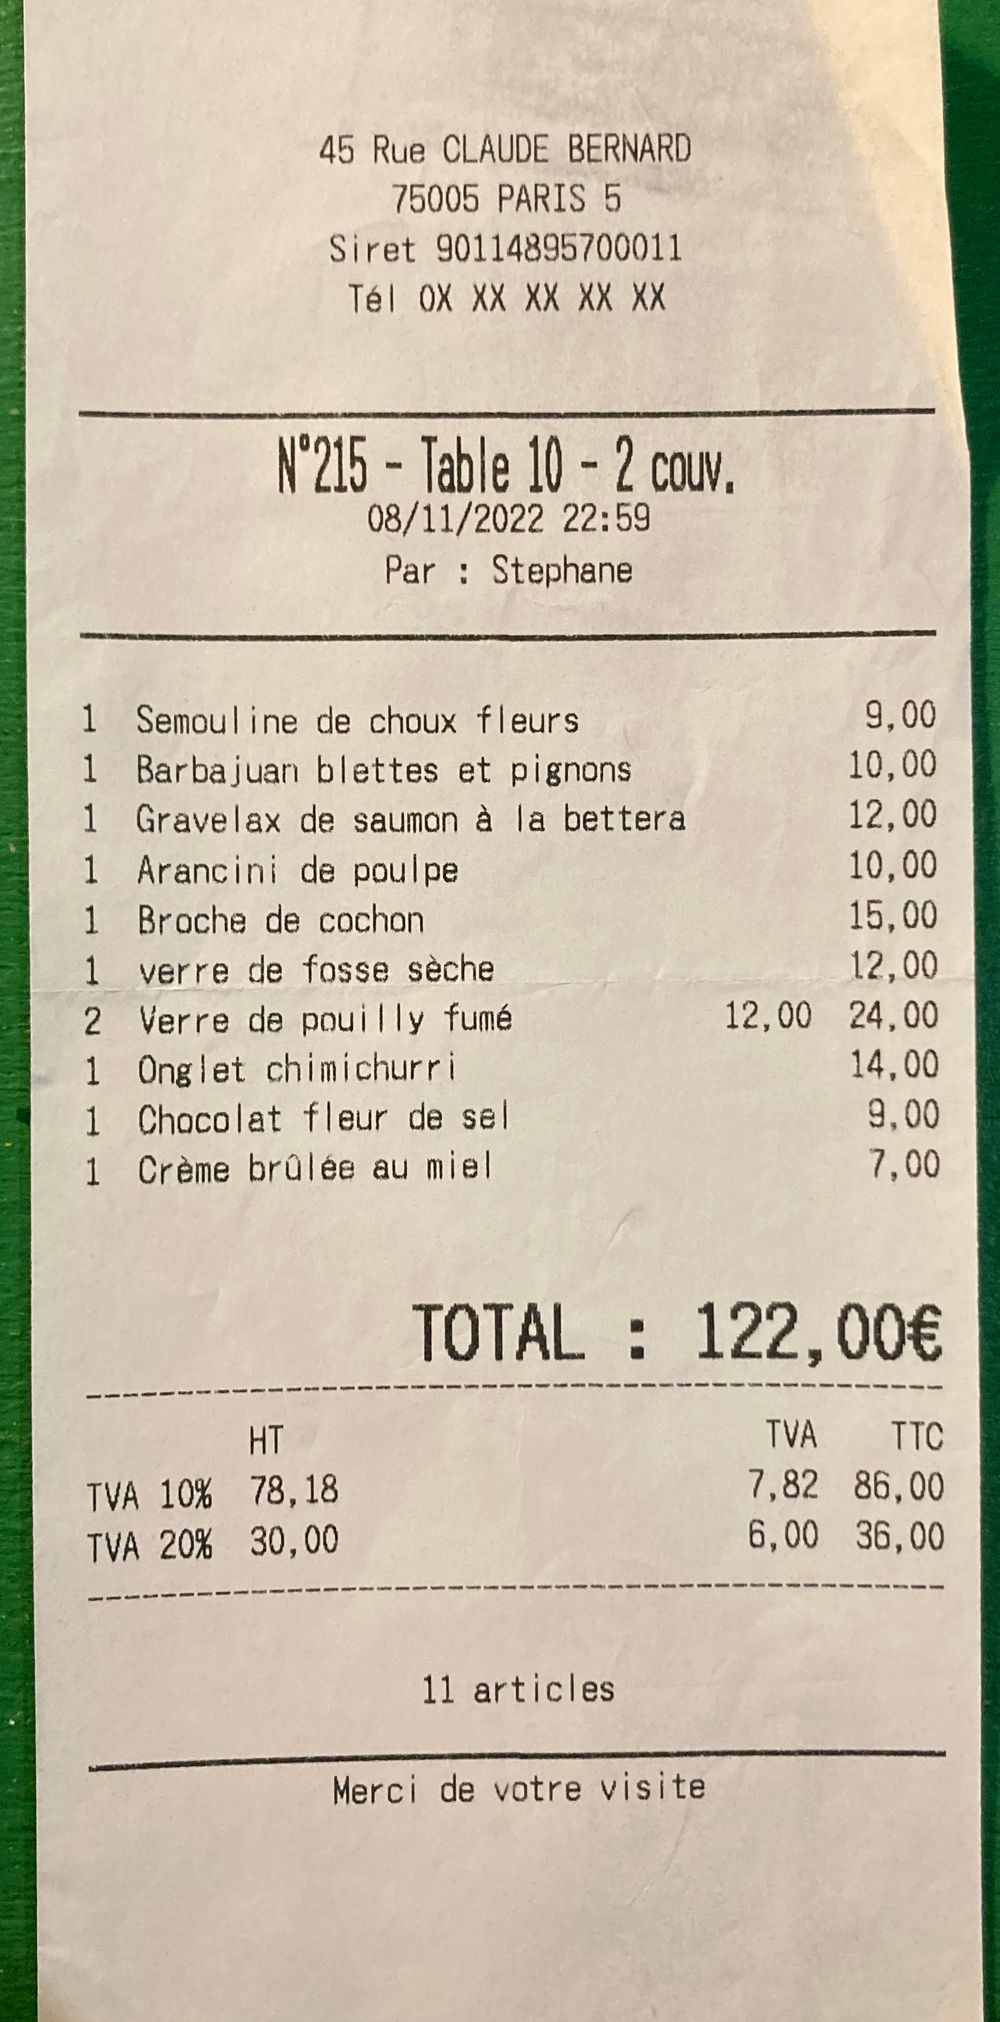 45 Rue CLAUDE BERNARD
75005 PARIS 5
Siret 90114895700011
Tél 0X XX XX XX XX
N°215 - Table 10 - 2 couv.
08/11/2022 22:59
Par : Stephane
1 Semouline de choux fleurs 9,00
1 Barbajuan blettes et pignons 10,00
1 Gravelax de saumon à la bettera 12,00
1 Arancini de poulpe 10,00
1 Broche de cochon 15,00
1 verre de fosse sèche 12,00
2 Verre de pouilly fumé 12,00 24,00
1 Onglet chimichurri 14,00
1 Chocolat fleur de sel 9,00
1 Crème brûlée au miel 7,00
TOTAL : 122,00€
HT TVA TTC
TVA 10% 78,18 7,82 86,00
TVA 20% 30,00 6,00 36,00
11 articles
Merci de votre visite